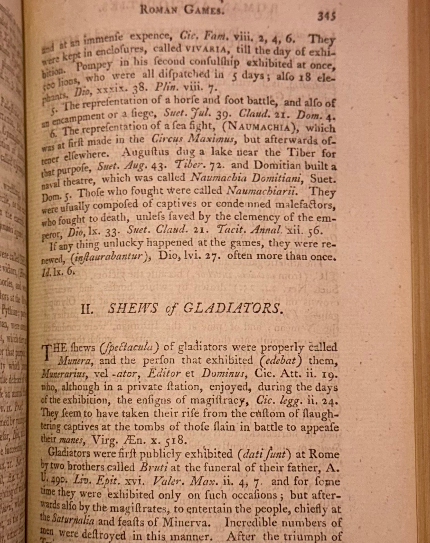 ROMAN GAMES. 345
and at an immense expence, Cic. Fam. viii, 2, 4, 6. They
were kept in enclosures, called VIVARIA, till the day of exhi-
bition. Pompey in his second consulship exhibited at once,
500 lions, who were all dispatched in 5 days; also 18 ele-
phants, Dio, xxxix. 38. Plin. viii. 7.
5. The representation of a horse and foot battle, and also of
an encampment or a siege, Suet. Jul. 39. Claud. 21. Dom. 4.
6. The representation of a sea fight, (NAUMACHIA), which
was at first made in the Circus Maximus, but afterwards of-
tener elsewhere. Augustus dug a lake near the Tiber for
that purpose, Suet. Aug. 43. Tiber. 72. and Domitian built a
naval theatre, which was called Naumachia Domitiani, Suet.
Dom. 5. Those who fought were called Naumachiarii. They
were usually composed of captives or condemned malefactors,
who fought to death, unless saved by the clemency of the em-
peror, Dio, lx. 33. Suet. Claud. 21. Tacit. Annal. xii. 56.
If any thing unlucky happened at the games, they were re-
newed, (instaurabantur), Dio, lvi. 27. often more than once.
Id. lx. 6.
II. SHEWS of GLADIATORS.
THE shews (spectacula) of gladiators were properly called
Munera, and the person that exhibited (edebat) them,
Munerarius, vel -ator, Editor et Dominus, Cic. Att. ii. 19.
who, although in a private station, enjoyed, during the days
of the exhibition, the ensigns of magistracy, Cic. legg. ii. 24.
They seem to have taken their rise from the custom of slaugh-
tering captives at the tombs of those slain in battle to appease
their manes, Virg. Æn. x. 518.
Gladiators were first publicly exhibited (dati sunt) at Rome
by two brothers called Bruti at the funeral of their father, A.
U. 490. Liv. Epit. xvi. Valer. Max. ii. 4, 7. and for some
time they were exhibited only on such occasions; but after-
wards also by the magistrates, to entertain the people, chiefly at
the Saturnalia and feasts of Minerva. Incredible numbers of
men were destroyed in this manner. After the triumph of